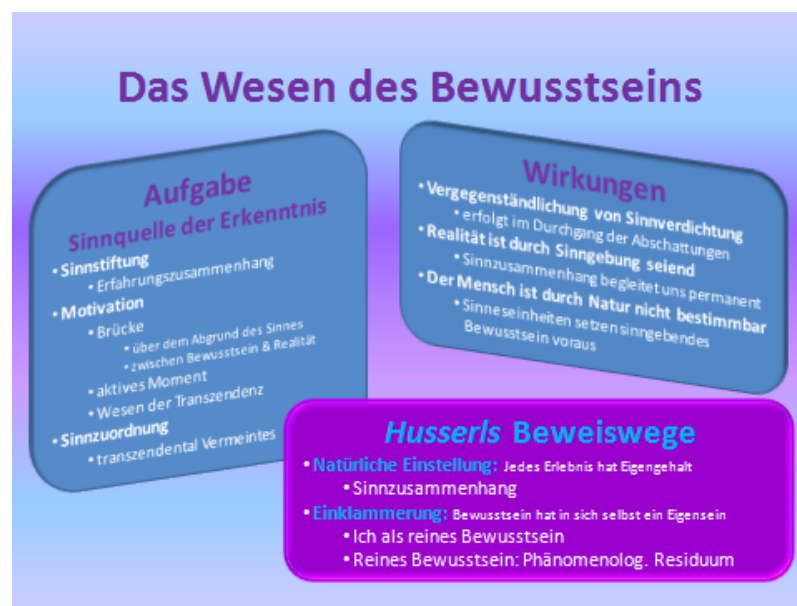 Das Wesen des Bewusstseins
Aufgabe
Sinnquelle der Erkenntnis
• Sinnstiftung
• Erfahrungszusammenhang
• Motivation
• Brücke
• über dem Abgrund des Sinnes
• zwischen Bewusstsein & Realität
• aktives Moment
• Wesen der Transzendenz
• Sinnzuordnung
• transzendental Vermeintes
Wirkungen
• Vergegenständlichung von Sinnverdichtung
• erfolgt im Durchgang der Abschattungen
• Realität ist durch Sinngebung seiend
• Sinnzusammenhang begleitet uns permanent
• Der Mensch ist durch Natur nicht bestimmbar
• Sinneseinheiten setzen sinngebendes
Bewusstsein voraus
Husserls Beweiswege
• Natürliche Einstellung: Jedes Erlebnis hat Eigengehalt
• Sinnzusammenhang
• Einklammerung: Bewusstsein hat in sich selbst ein Eigensein
• Ich als reines Bewusstsein
• Reines Bewusstsein: Phänomenolog. Residuum